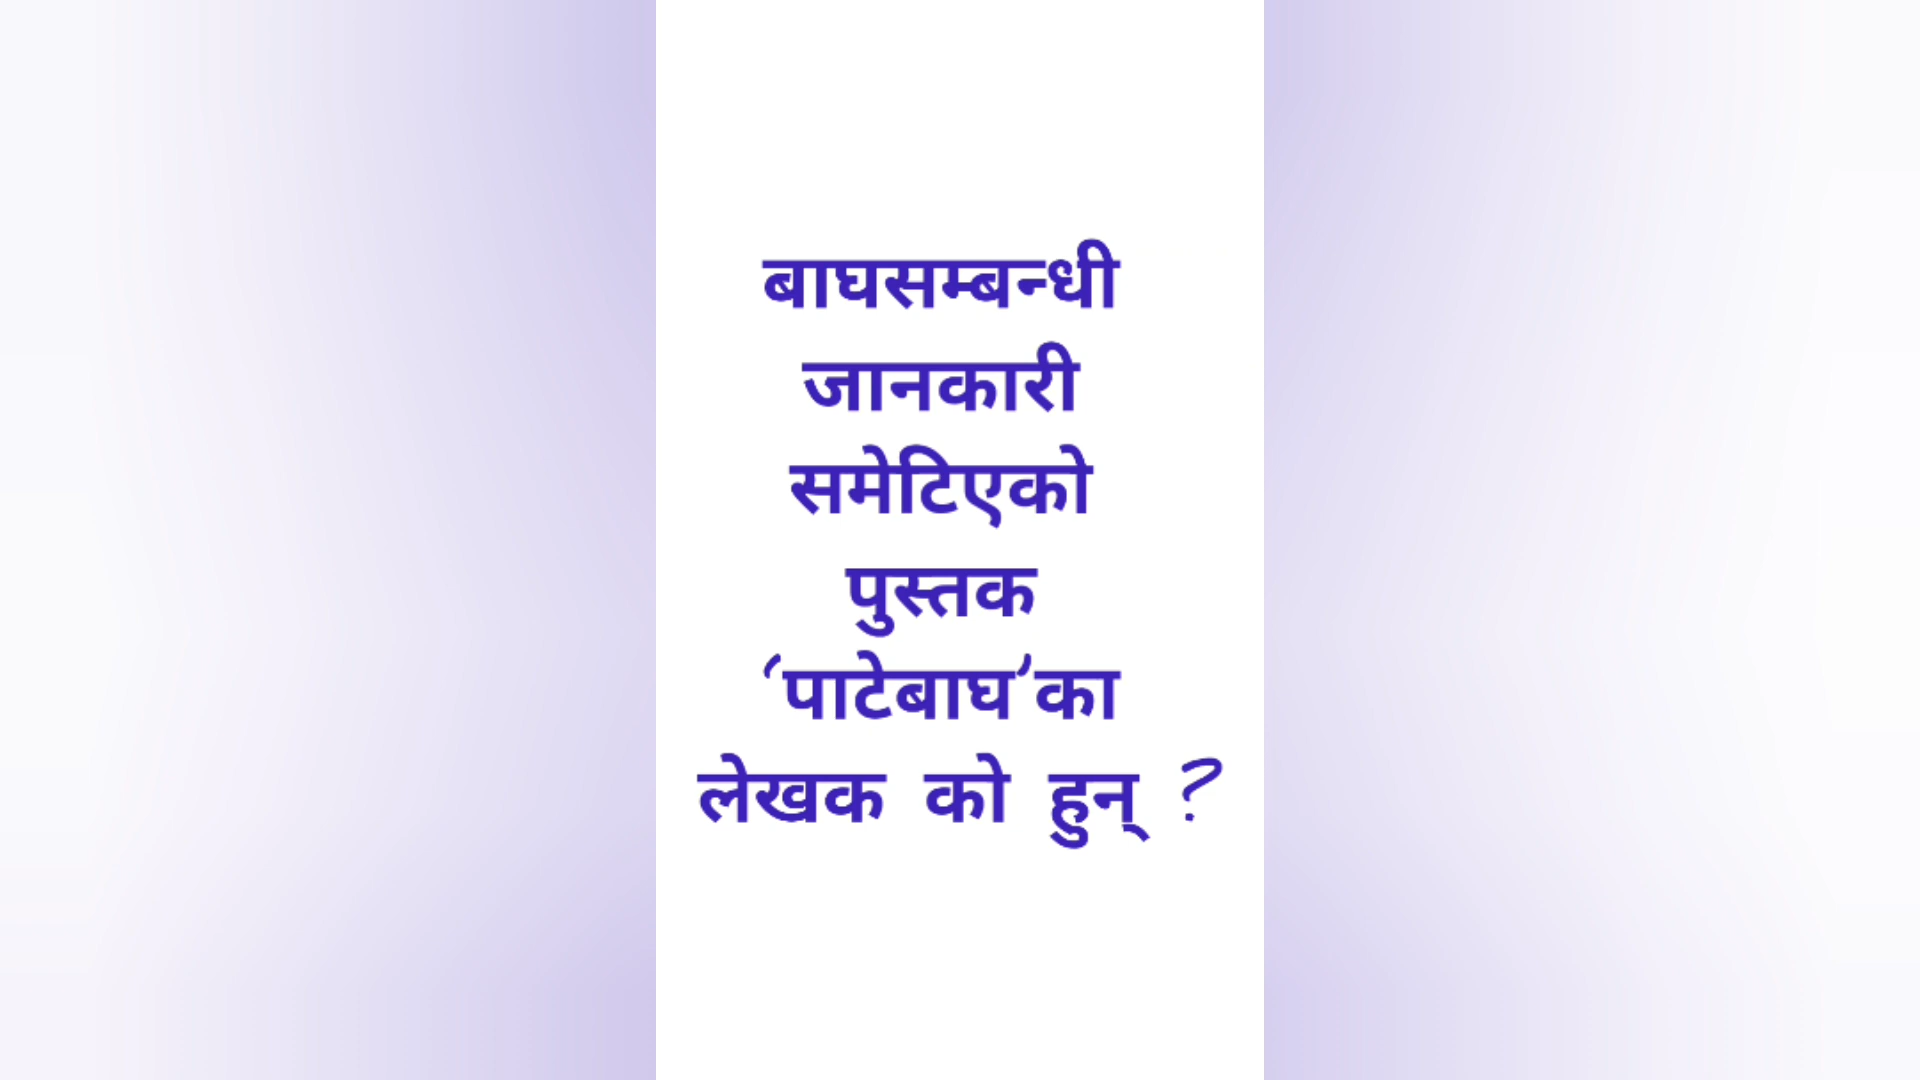 बाघसम्बन्धी
जानकारी
समेटिएको
पुस्तक
‘पाटेबाघ’का
लेखक को हुन् ?